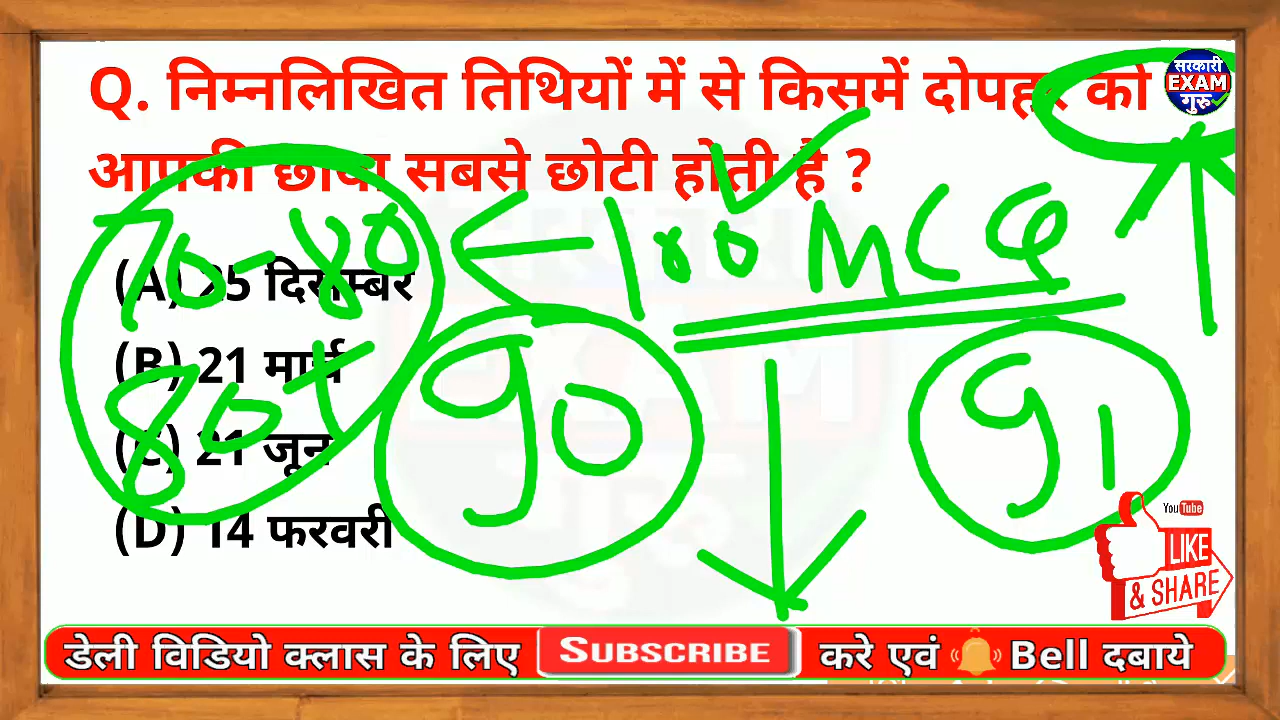 Q. निम्नलिखित तिथियों में से किसमें दोपहर को
सरकारी
EXAM
गुरु
आपकी छाया सबसे छोटी होती है ?
70-80
<100 MCQ
(A) 25 दिसम्बर
(B) 21 मार्च
80+
90
91
(C) 21 जून
(D) 14 फरवरी
YouTube
LIKE
& SHARE
डेली विडियो क्लास के लिए SUBSCRIBE करे एवं Bell दबाये